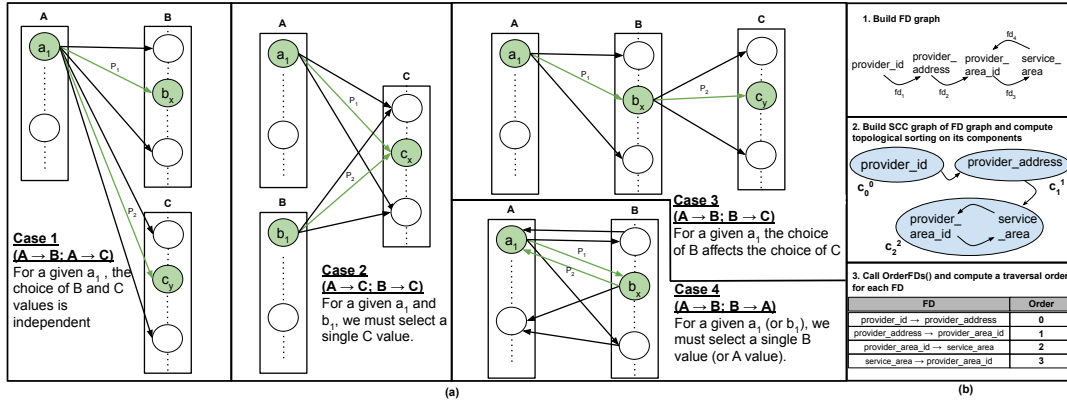 A
B
a1
P1
bx
P2
C
cy
Case 1
(A → B; A → C)
For a given a1 , the
choice of B and C
values is
independent
A
a1
C
P1
cx
P2
B
b1
Case 2
(A → C; B → C)
For a given a1 and
b1, we must select a
single C value.
A
B
C
a1
P1
bx
P2
cy
Case 3
(A → B; B → C)
For a given a1 the choice
of B affects the choice of C
A
B
a1
P1
P2
bx
Case 4
(A → B; B → A)
For a given a1 (or b1), we
must select a single B
value (or A value).
(a)
1. Build FD graph
fd4
provider_id
provider_
address
provider_
area_id
service_
area
fd1
fd2
fd3
2. Build SCC graph of FD graph and compute
topological sorting on its components
provider_id
provider_address
c0 0
c1 1
provider_
area_id
service
_area
c2 2
3. Call OrderFDs() and compute a traversal order
for each FD
FD Order
provider_id → provider_address 0
provider_address → provider_area_id 1
provider_area_id → service_area 2
service_area → provider_area_id 3
(b)